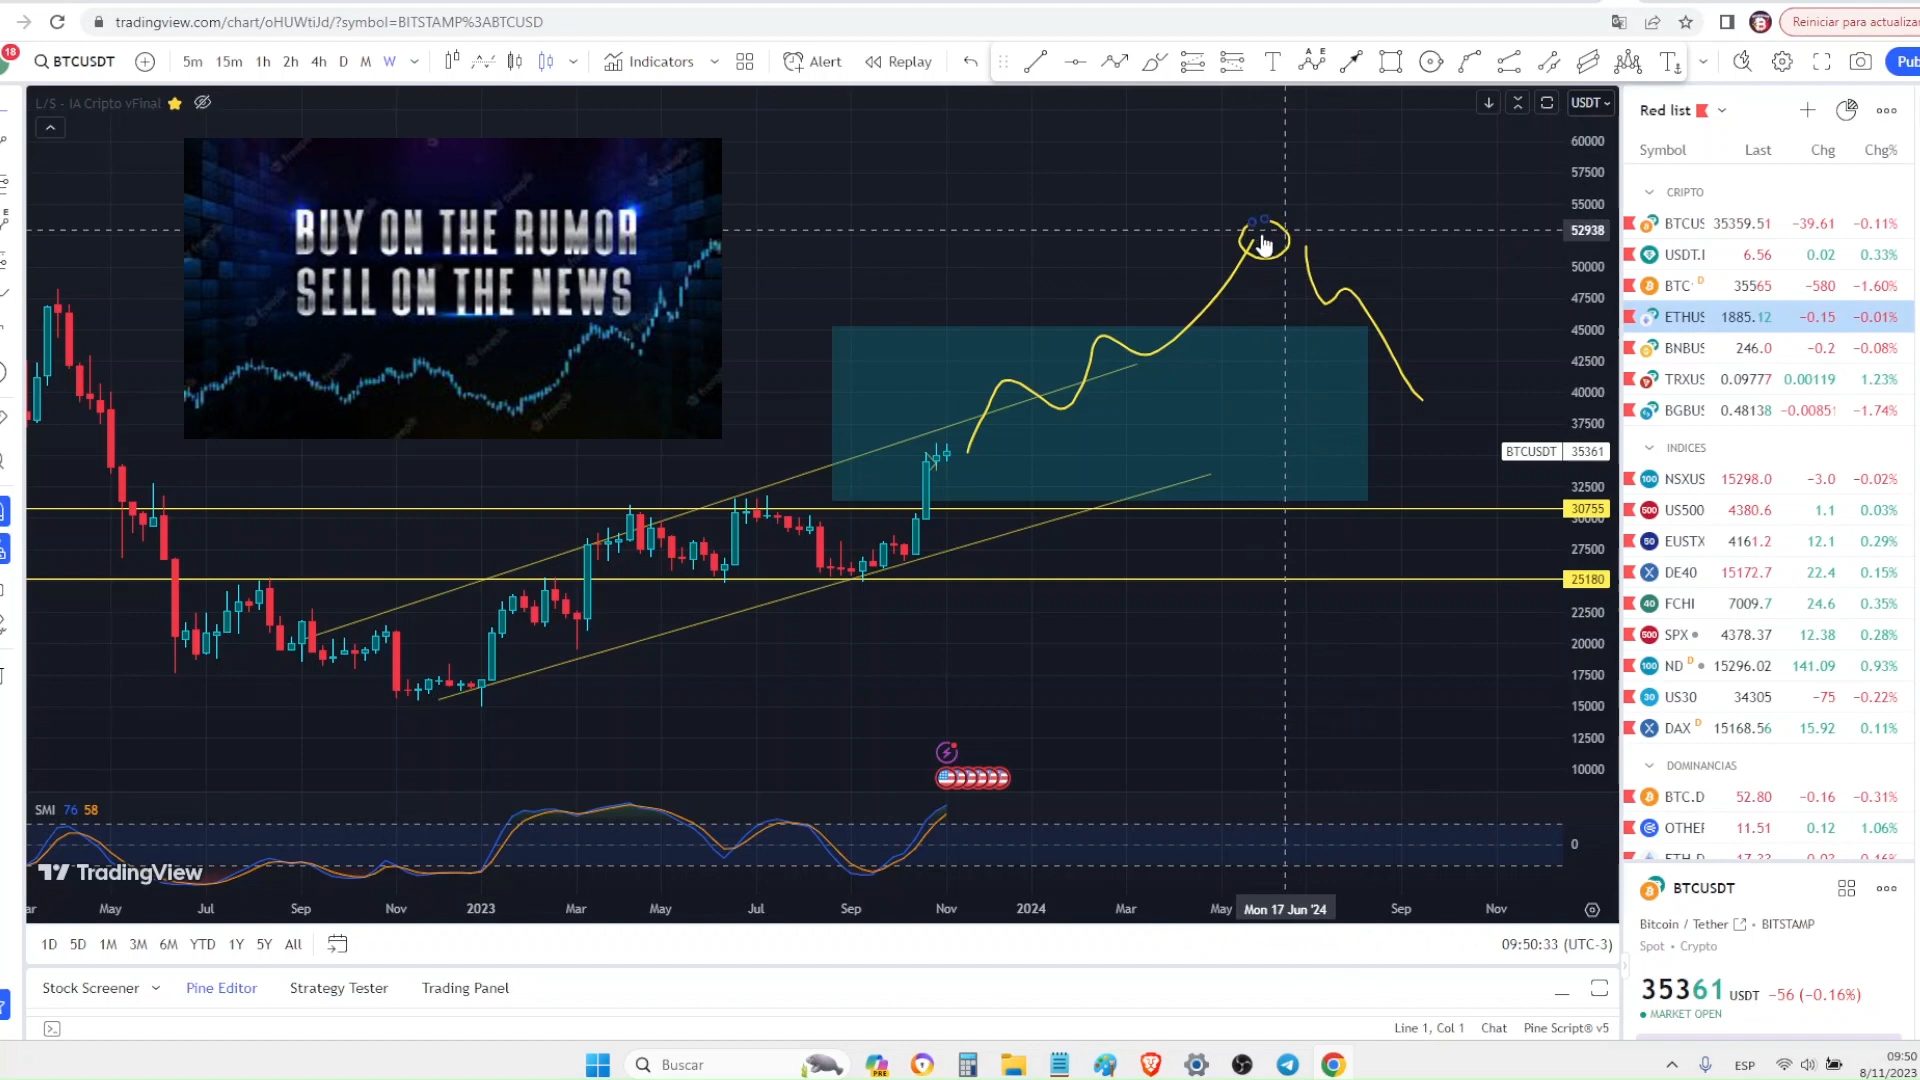 tradingview.com/chart/oHUWtiJd/?symbol=BITSTAMP%3ABTCUSD
Reiniciar para actualiza
18
BTCUSDT 5m 15m 1h 2h 4h D M W Indicators Alert Replay Pub
L/S - IA Cripto vFinal
USDT
BUY ON THE RUMOR
SELL ON THE NEWS
60000
57500
55000
52938
50000
47500
45000
42500
40000
37500
BTCUSDT 35361
32500
30755
30000
27500
25180
22500
20000
17500
15000
12500
10000
SMI 76 58
0
TradingView
May Jul Sep Nov 2023 Mar May Jul Sep Nov 2024 Mar May Mon 17 Jun '24 Sep Nov
1D 5D 1M 3M 6M YTD 1Y 5Y All
09:50:33 (UTC-3)
Stock Screener Pine Editor Strategy Tester Trading Panel
Line 1, Col 1 Chat Pine Script® v5
Red list
Symbol Last Chg Chg%
CRIPTO
BTCUS 35359.51 -39.61 -0.11%
USDT.I 6.56 0.02 0.33%
BTC D 35565 -580 -1.60%
ETHUS 1885.12 -0.15 -0.01%
BNBUS 246.0 -0.2 -0.08%
TRXUS 0.09777 0.00119 1.23%
BGBUS 0.48138 -0.00851 -1.74%
INDICES
NSXUS 15298.0 -3.0 -0.02%
US500 4380.6 1.1 0.03%
EUSTX 4161.2 12.1 0.29%
DE40 15172.7 22.4 0.15%
FCHI 7009.7 24.6 0.35%
SPX 4378.37 12.38 0.28%
ND D 15296.02 141.09 0.93%
US30 34305 -75 -0.22%
DAX D 15168.56 15.92 0.11%
DOMINANCIAS
BTC.D 52.80 -0.16 -0.31%
OTHEF 11.51 0.12 1.06%
BTCUSDT
Bitcoin / Tether • BITSTAMP
Spot • Crypto
35361 USDT -56 (-0.16%)
MARKET OPEN
Buscar
PRE
ESP
09:50
8/11/2023